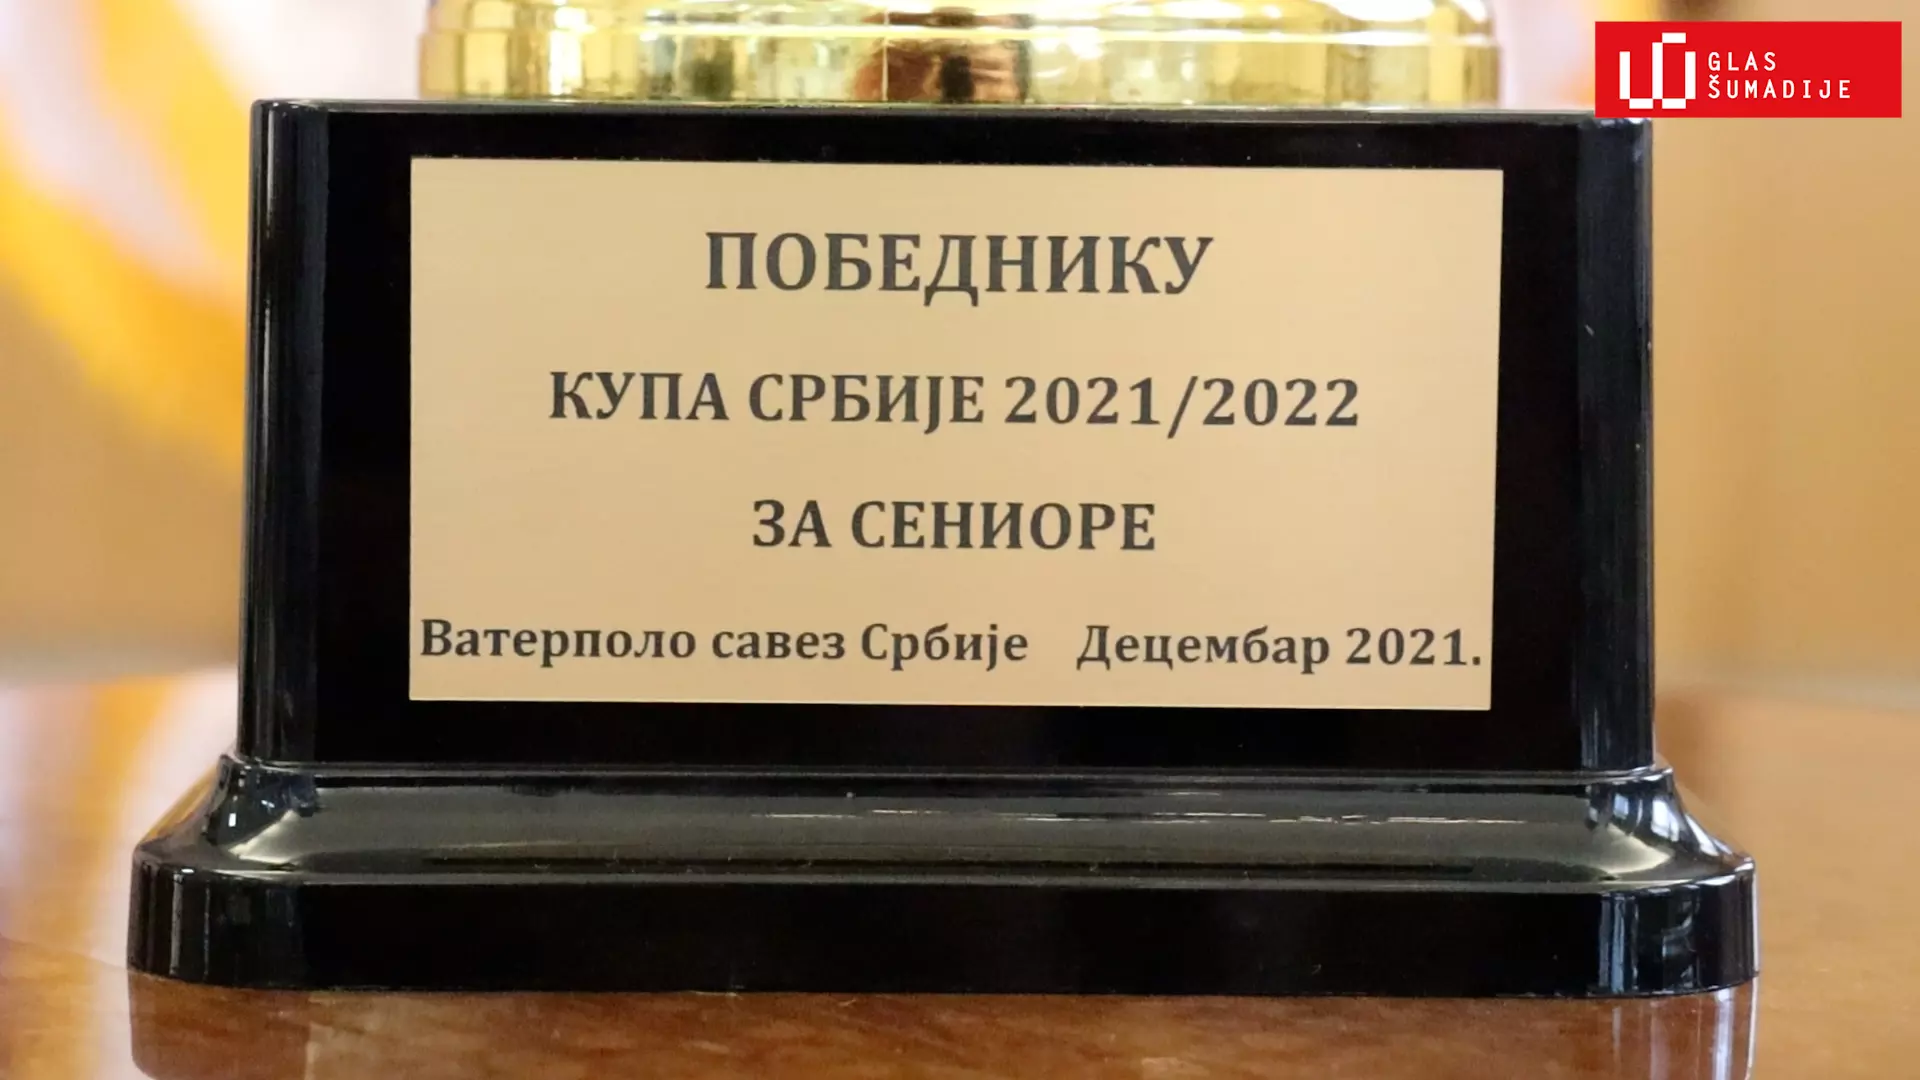 GLAS
ŠUMADIJE
ПОБЕДНИКУ
КУПА СРБИЈЕ 2021/2022
ЗА СЕНИОРЕ
Ватерполо савез Србије Децембар 2021.